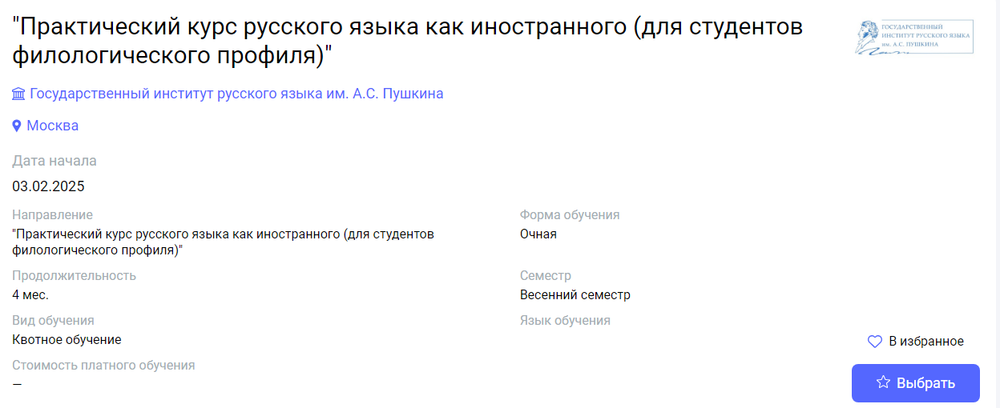 "Практический курс русского языка как иностранного (для студентов
филологического профиля)"
ГОСУДАРСТВЕННЫЙ
ИНСТИТУТ РУССКОГО ЯЗЫКА
им. А.С. ПУШКИНА
Государственный институт русского языка им. А.С. Пушкина
Москва
Дата начала
03.02.2025
Направление
"Практический курс русского языка как иностранного (для студентов
филологического профиля)"
Форма обучения
Очная
Продолжительность
4 мес.
Семестр
Весенний семестр
Вид обучения
Квотное обучение
Язык обучения
Стоимость платного обучения
—
В избранное
Выбрать